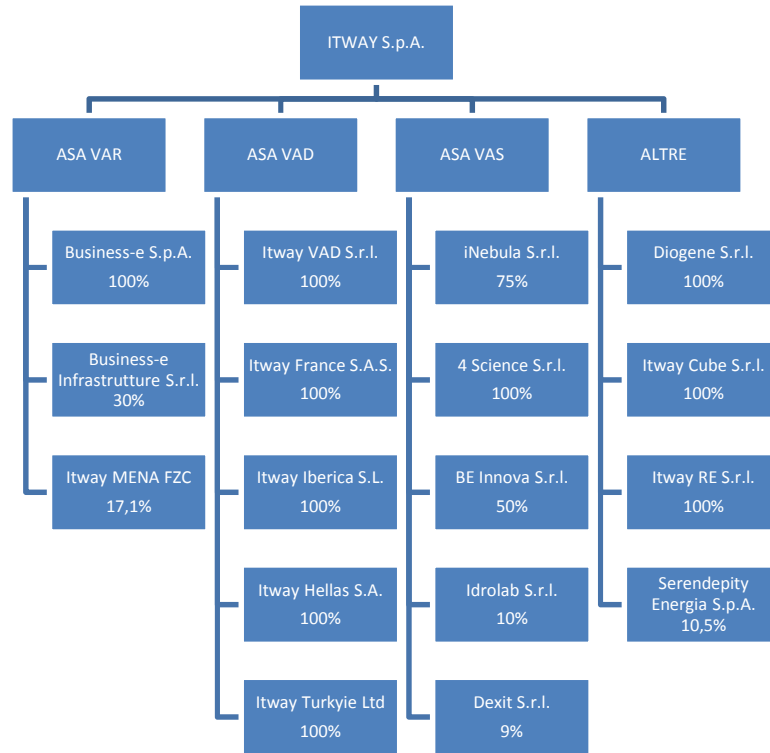 ITWAY S.p.A.
ASA VAR
ASA VAD
ASA VAS
ALTRE
Business-e S.p.A.
100%
Business-e
Infrastrutture S.r.l.
30%
Itway MENA FZC
17,1%
Itway VAD S.r.l.
100%
Itway France S.A.S.
100%
Itway Iberica S.L.
100%
Itway Hellas S.A.
100%
Itway Turkyie Ltd
100%
iNebula S.r.l.
75%
4 Science S.r.l.
100%
BE Innova S.r.l.
50%
Idrolab S.r.l.
10%
Dexit S.r.l.
9%
Diogene S.r.l.
100%
Itway Cube S.r.l.
100%
Itway RE S.r.l.
100%
Serendepity
Energia S.p.A.
10,5%